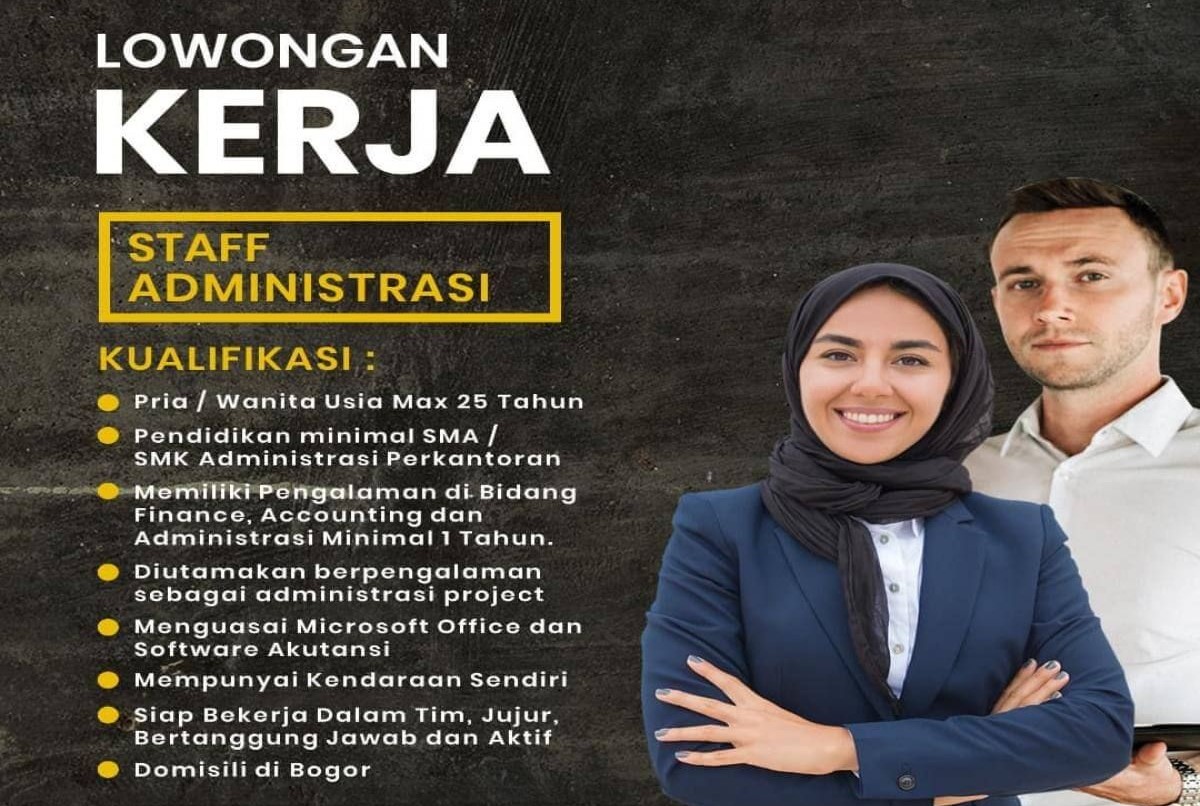 LOWONGAN
KERJA
STAFF
ADMINISTRASI
KUALIFIKASI :
Pria / Wanita Usia Max 25 Tahun
Pendidikan minimal SMA /
SMK Administrasi Perkantoran
Memiliki Pengalaman di Bidang
Finance, Accounting dan
Administrasi Minimal 1 Tahun.
Diutamakan berpengalaman
sebagai administrasi project
Menguasai Microsoft Office dan
Software Akutansi
Mempunyai Kendaraan Sendiri
Siap Bekerja Dalam Tim, Jujur,
Bertanggung Jawab dan Aktif
Domisili di Bogor